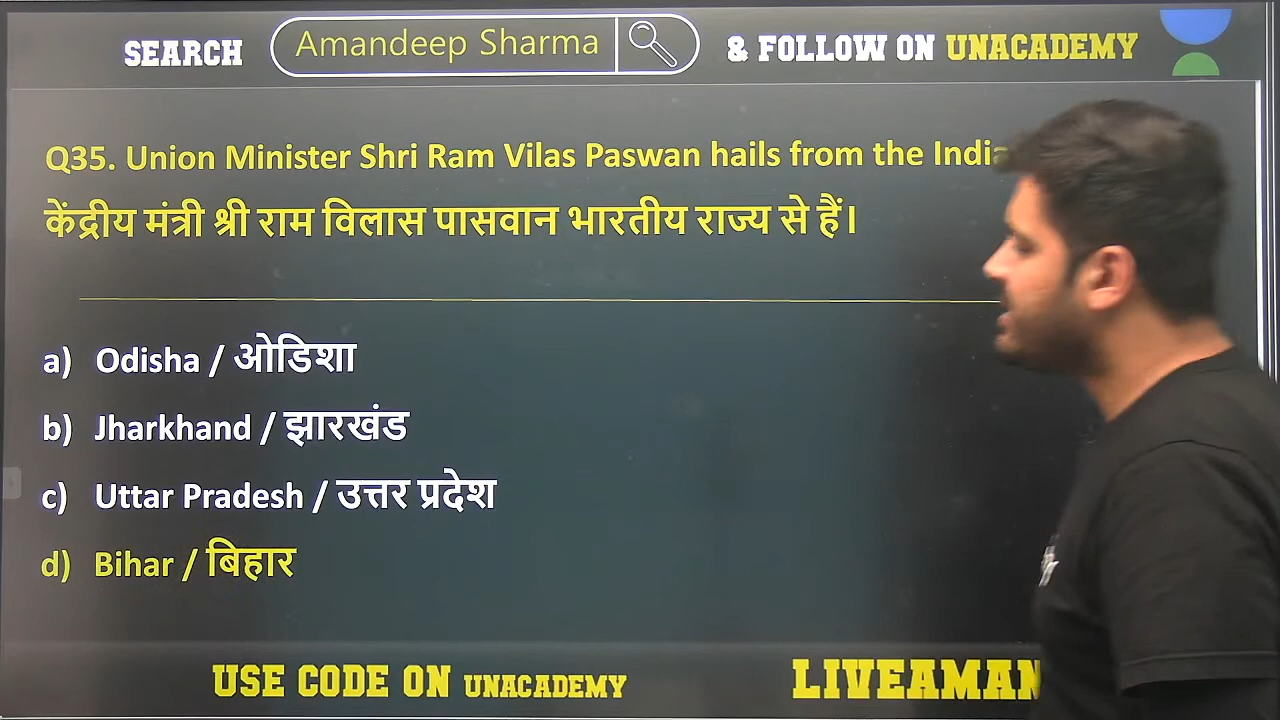 SEARCH Amandeep Sharma & FOLLOW ON UNACADEMY
Q35. Union Minister Shri Ram Vilas Paswan hails from the
केंद्रीय मंत्री श्री राम विलास पासवान भारतीय राज्य से हैं।
a) Odisha / ओडिशा
b) Jharkhand / झारखंड
c) Uttar Pradesh / उत्तर प्रदेश
d) Bihar / बिहार
USE CODE ON UNACADEMY LIVEAMAN